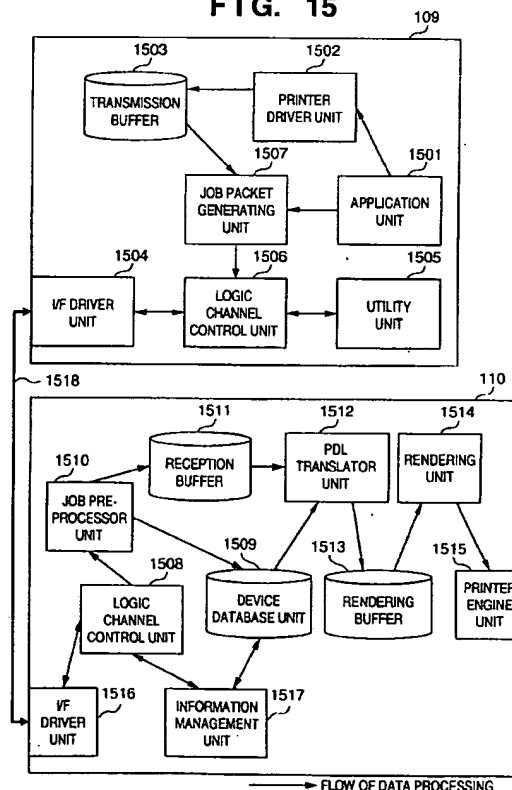 FIG. 15
109
1503
TRANSMISSION
BUFFER
1502
PRINTER
DRIVER UNIT
1507
JOB PACKET
GENERATING
UNIT
1501
APPLICATION
UNIT
1504
I/F DRIVER
UNIT
1506
LOGIC
CHANNEL
CONTROL UNIT
1505
UTILITY
UNIT
1518
110
1511
RECEPTION
BUFFER
1512
PDL
TRANSLATOR
UNIT
1514
RENDERING
UNIT
1510
JOB PRE-
PROCESSOR
UNIT
1509
DEVICE
DATABASE UNIT
1513
RENDERING
BUFFER
1515
PRINTER
ENGINE
UNIT
1508
LOGIC
CHANNEL
CONTROL UNIT
1516
I/F
DRIVER
UNIT
1517
INFORMATION
MANAGEMENT
UNIT
FLOW OF DATA PROCESSING